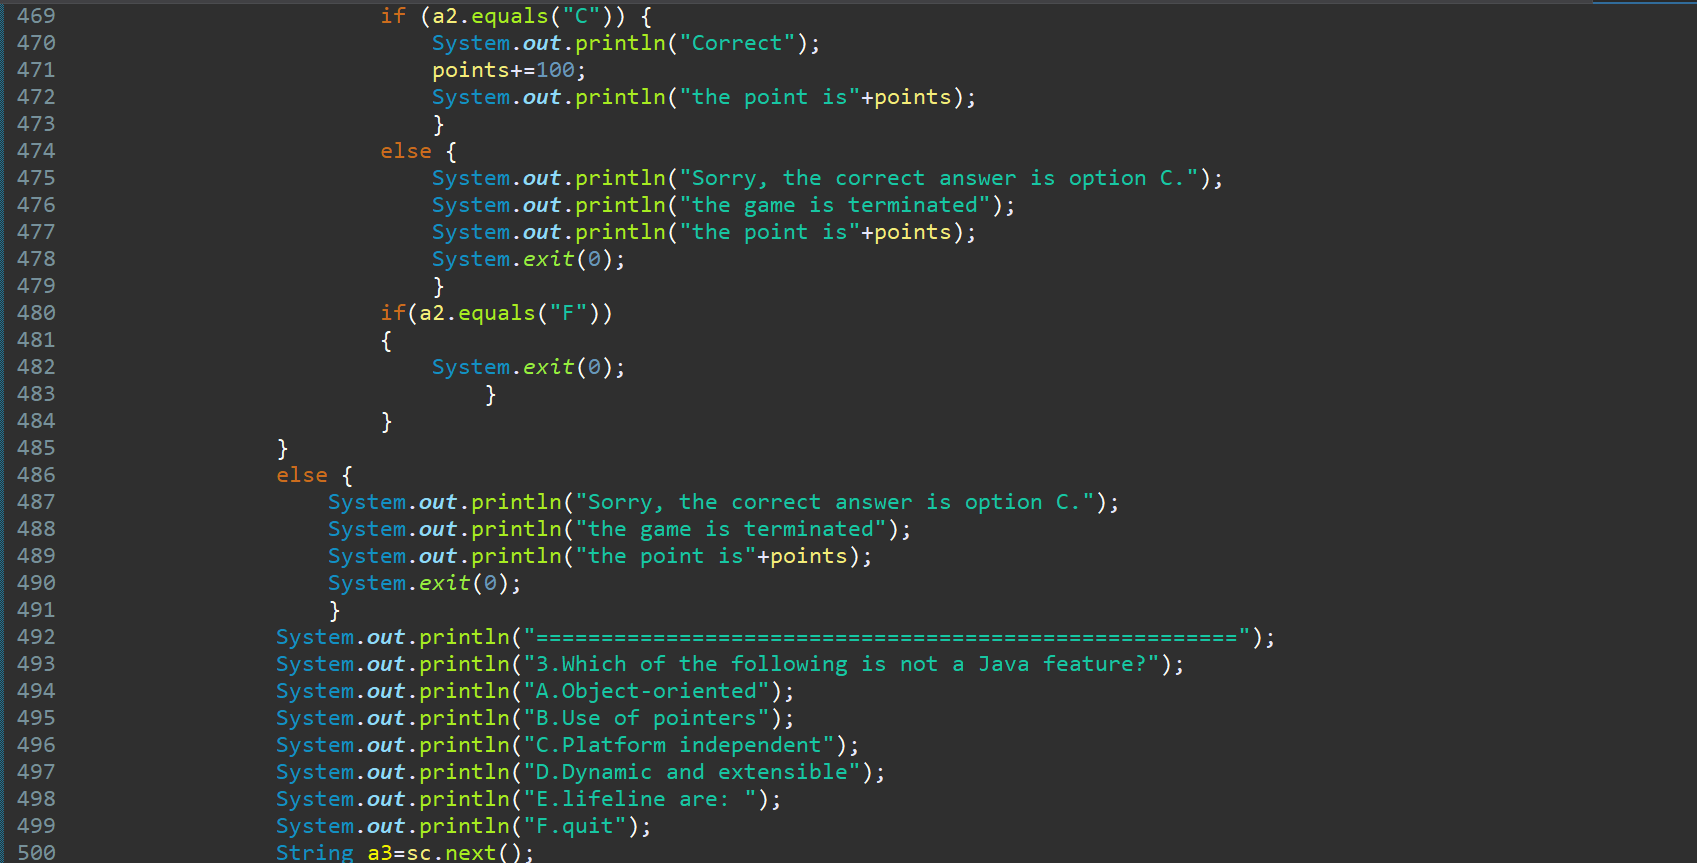 469 if (a2.equals("C")) {
470 System.out.println("Correct");
471 points+=100;
472 System.out.println("the point is"+points);
473 }
474 else {
475 System.out.println("Sorry, the correct answer is option C.");
476 System.out.println("the game is terminated");
477 System.out.println("the point is"+points);
478 System.exit(0);
479 }
480 if(a2.equals("F"))
481 {
482 System.exit(0);
483 }
484 }
485 }
486 else {
487 System.out.println("Sorry, the correct answer is option C.");
488 System.out.println("the game is terminated");
489 System.out.println("the point is"+points);
490 System.exit(0);
491 }
492 System.out.println("======================================================");
493 System.out.println("3.Which of the following is not a Java feature?");
494 System.out.println("A.Object-oriented");
495 System.out.println("B.Use of pointers");
496 System.out.println("C.Platform independent");
497 System.out.println("D.Dynamic and extensible");
498 System.out.println("E.lifeline are: ");
499 System.out.println("F.quit");
500 String a3=sc.next();